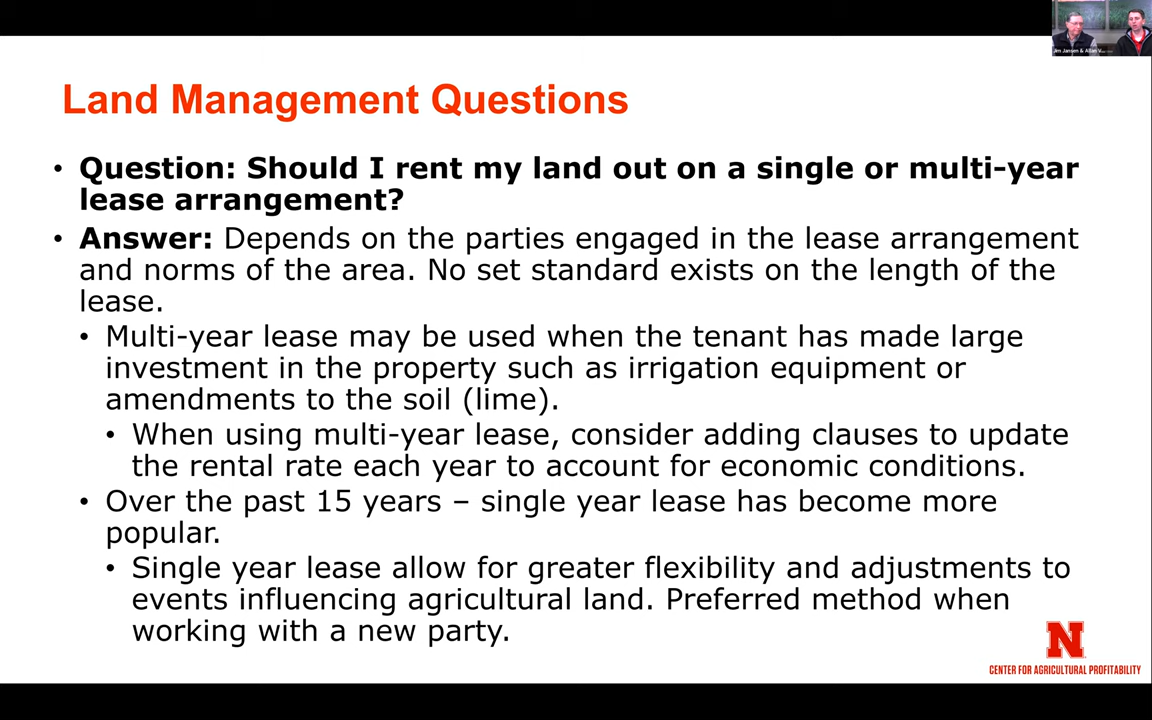 Jim Jansen & Allan V...
Land Management Questions
• Question: Should I rent my land out on a single or multi-year
lease arrangement?
• Answer: Depends on the parties engaged in the lease arrangement
and norms of the area. No set standard exists on the length of the
lease.
• Multi-year lease may be used when the tenant has made large
investment in the property such as irrigation equipment or
amendments to the soil (lime).
• When using multi-year lease, consider adding clauses to update
the rental rate each year to account for economic conditions.
• Over the past 15 years – single year lease has become more
popular.
• Single year lease allow for greater flexibility and adjustments to
events influencing agricultural land. Preferred method when
working with a new party.
N
CENTER FOR AGRICULTURAL PROFITABILITY